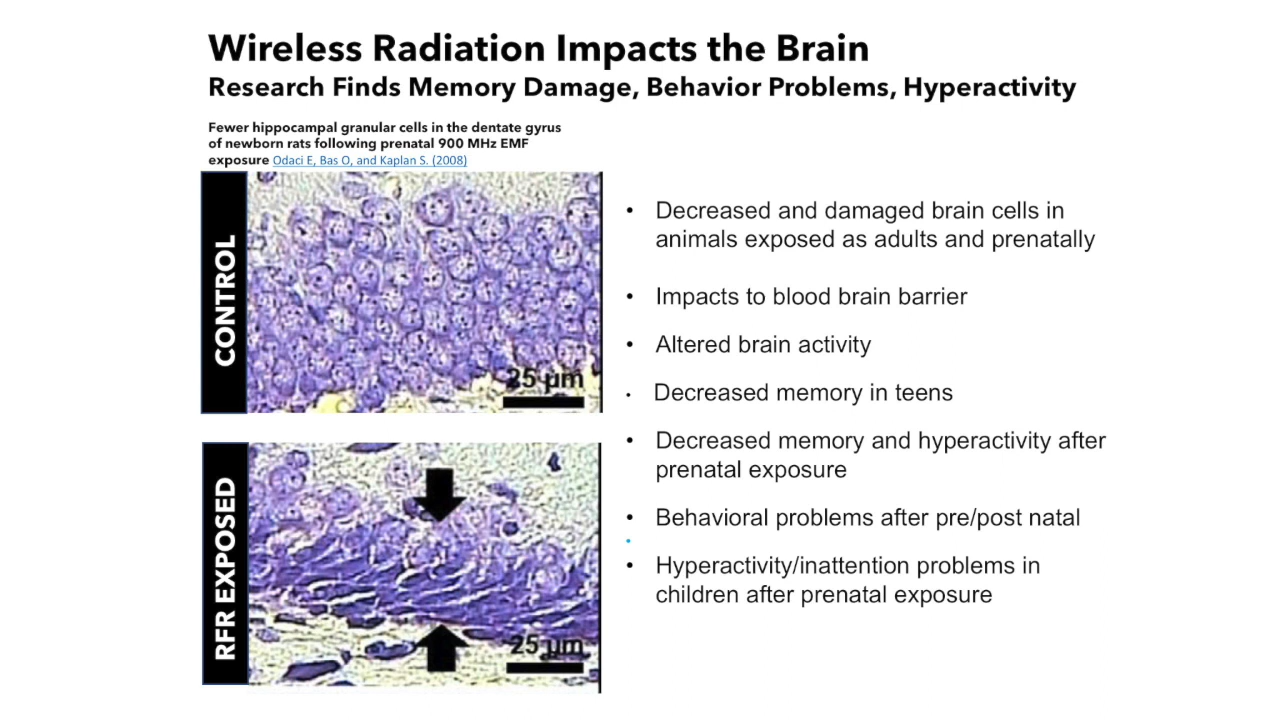 Wireless Radiation Impacts the Brain
Research Finds Memory Damage, Behavior Problems, Hyperactivity
Fewer hippocampal granular cells in the dentate gyrus
of newborn rats following prenatal 900 MHz EMF
exposure Odaci E, Bas O, and Kaplan S. (2008)
CONTROL
25 µm
RFR EXPOSED
25 µm
• Decreased and damaged brain cells in
animals exposed as adults and prenatally
• Impacts to blood brain barrier
• Altered brain activity
• Decreased memory in teens
• Decreased memory and hyperactivity after
prenatal exposure
• Behavioral problems after pre/post natal
•
• Hyperactivity/inattention problems in
children after prenatal exposure